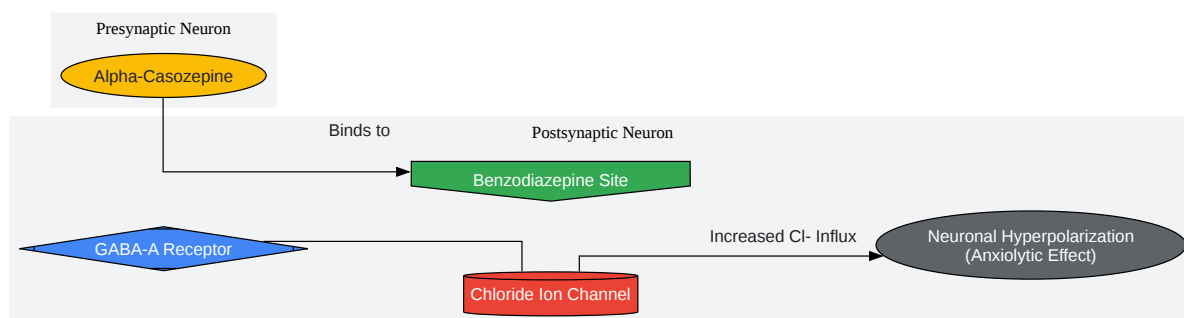 Presynaptic Neuron
Alpha-Casozepine
Binds to
Postsynaptic Neuron
Benzodiazepine Site
GABA-A Receptor
Increased Cl- Influx
Neuronal Hyperpolarization
(Anxiolytic Effect)
Chloride Ion Channel